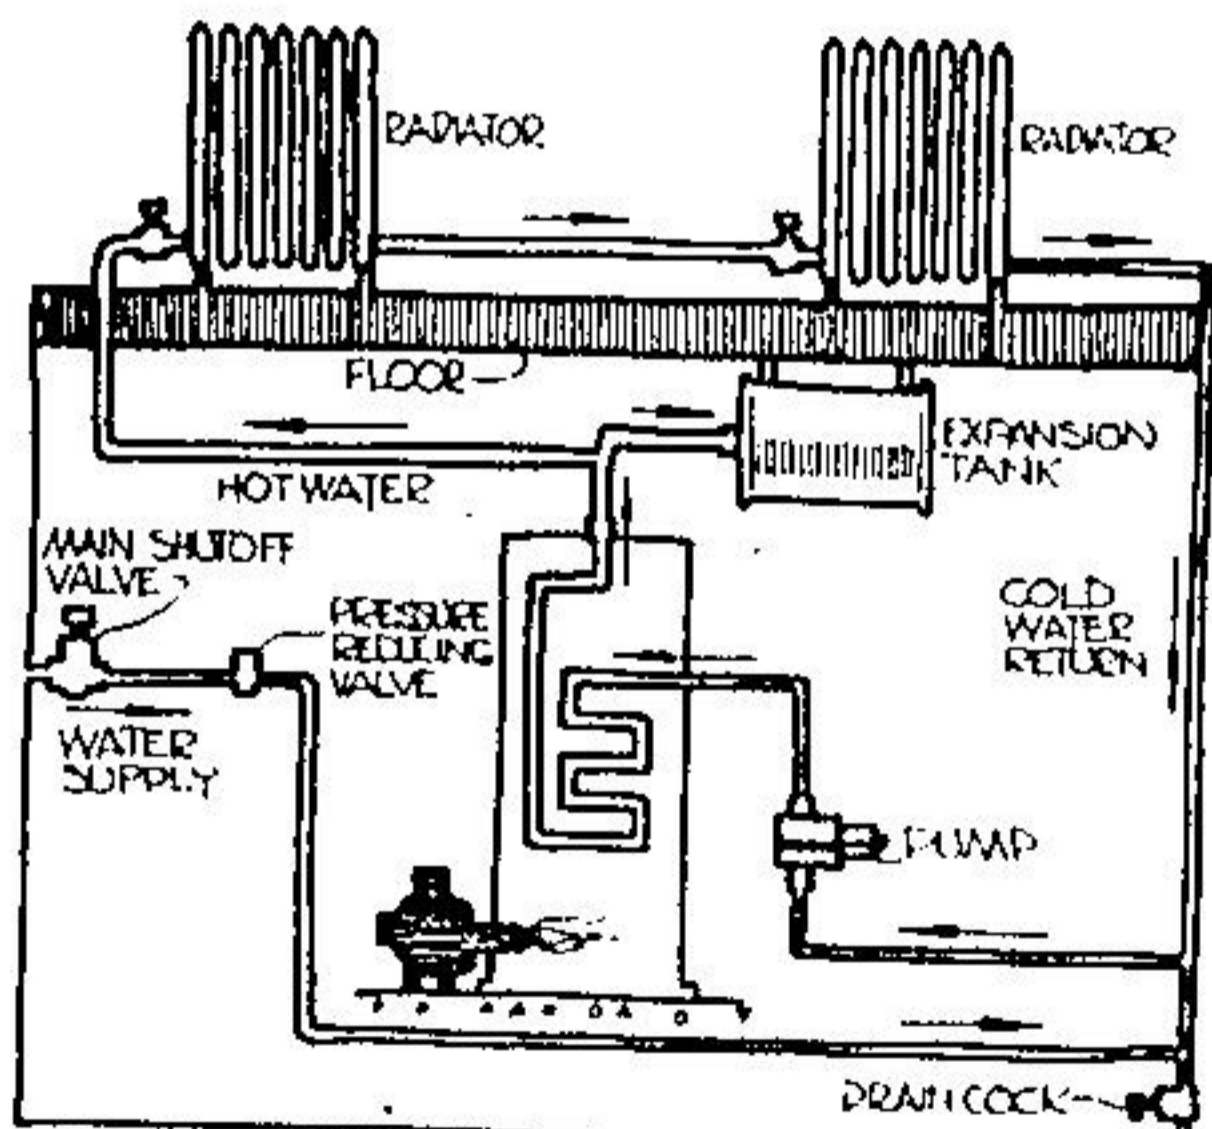 RADIATOR
RADIATOR
FLOOR
EXPANSION
TANK
HOT WATER
MAIN SHUTOFF
VALVE
PRESSURE
REDUCING
VALVE
COLD
WATER
RETURN
WATER
SUPPLY
PUMP
DRAIN COCK